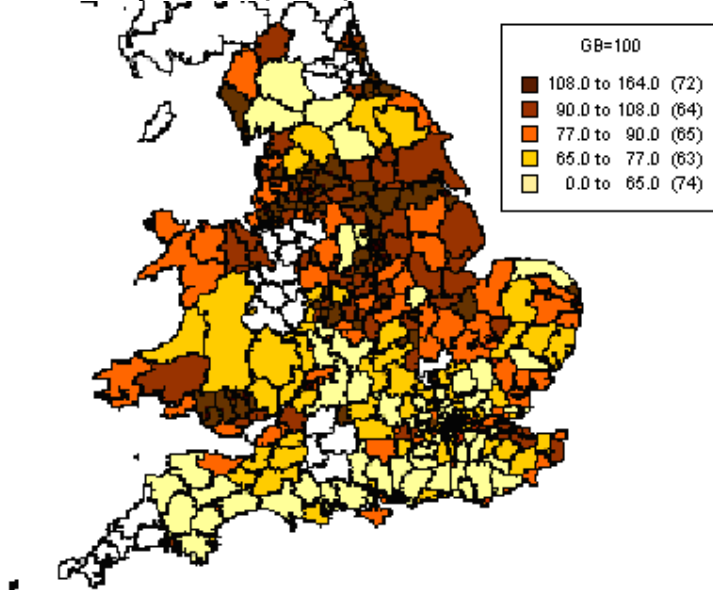 GB=100
108.0 to 164.0 (72)
90.0 to 108.0 (64)
77.0 to 90.0 (65)
65.0 to 77.0 (63)
0.0 to 65.0 (74)